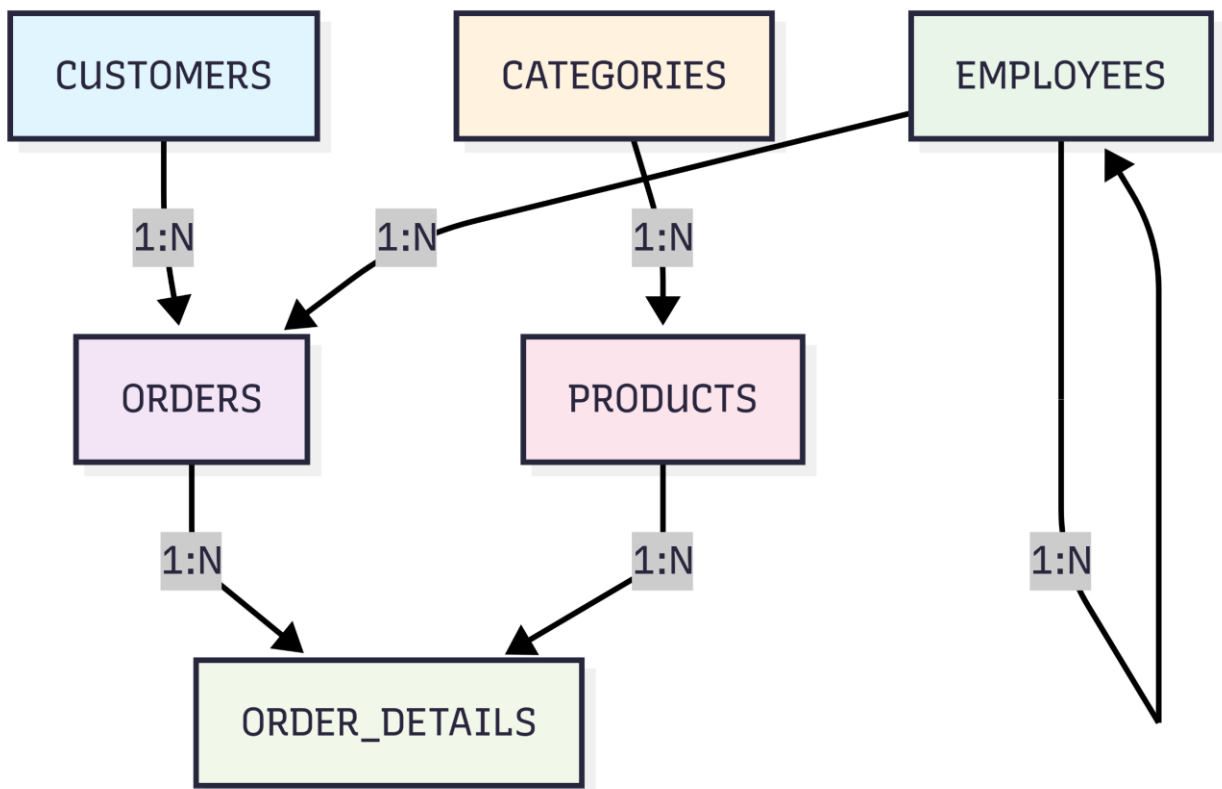 CUSTOMERS
CATEGORIES
EMPLOYEES
1:N
1:N
1:N
ORDERS
PRODUCTS
1:N
1:N
1:N
ORDER_DETAILS